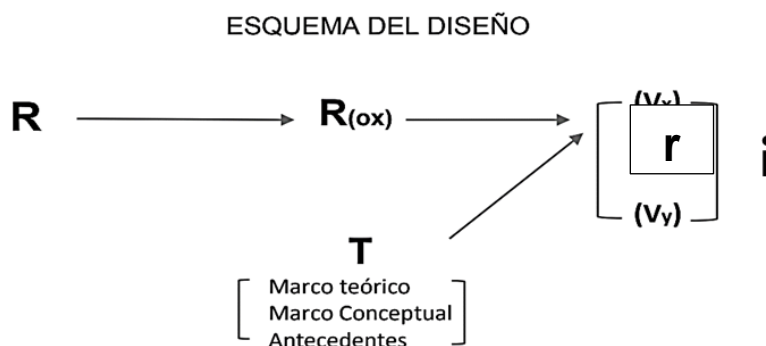 ESQUEMA DEL DISEÑO
R R(ox) (Vx)
r i
(Vy)
T
Marco teórico
Marco Conceptual
Antecedentes